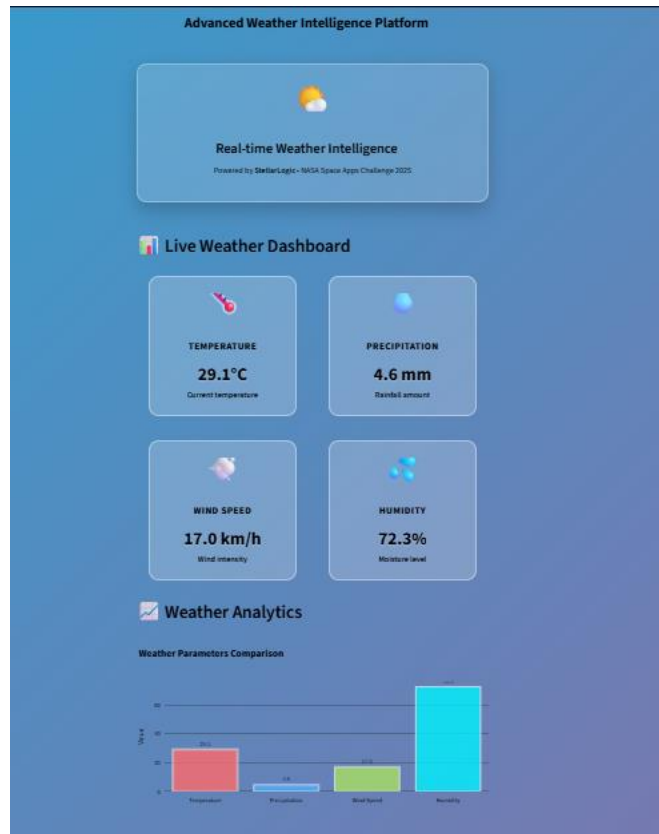 Advanced Weather Intelligence Platform
Real-time Weather Intelligence
Powered by StellarLogic • NASA Space Apps Challenge 2025
Live Weather Dashboard
TEMPERATURE
29.1°C
Current temperature
PRECIPITATION
4.6 mm
Rainfall amount
WIND SPEED
17.0 km/h
Wind intensity
HUMIDITY
72.3%
Moisture level
Weather Analytics
Weather Parameters Comparison
Value
Temperature
Precipitation
Wind Speed
Humidity